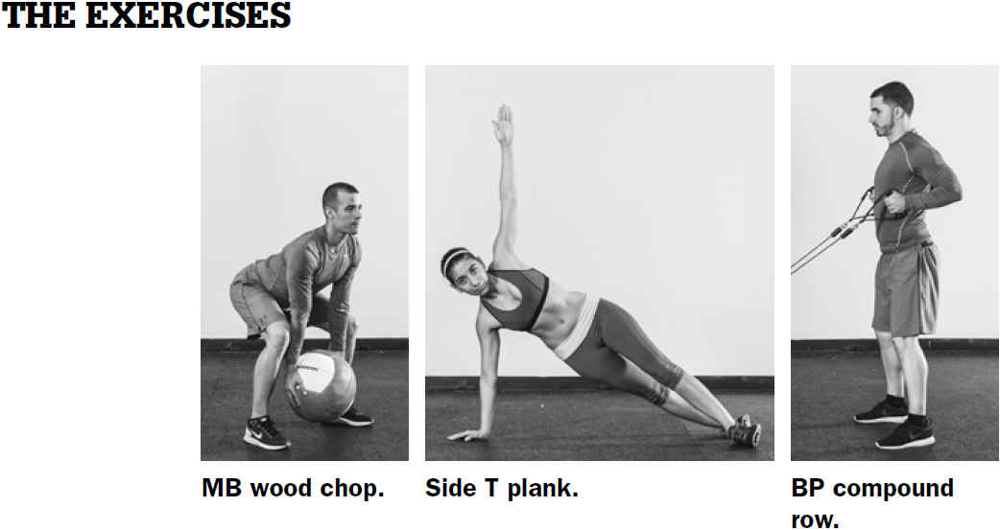 THE EXERCISES
MB wood chop.
Side T plank.
BP compound
row.